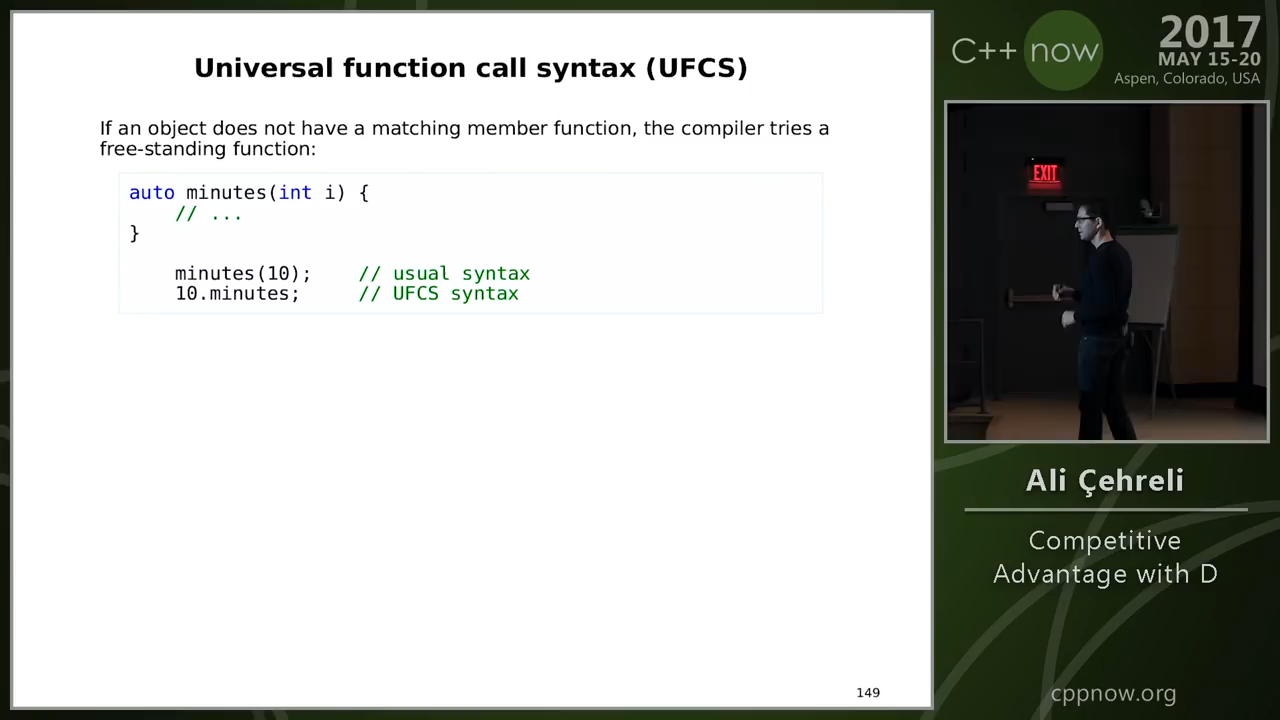 Universal function call syntax (UFCS)
If an object does not have a matching member function, the compiler tries a
free-standing function:
auto minutes(int i) {
    // ...
}
    minutes(10);    // usual syntax
    10.minutes;     // UFCS syntax
149
C++ now
2017
MAY 15-20
Aspen, Colorado, USA
EXIT
Ali Çehreli
Competitive
Advantage with D
cppnow.org